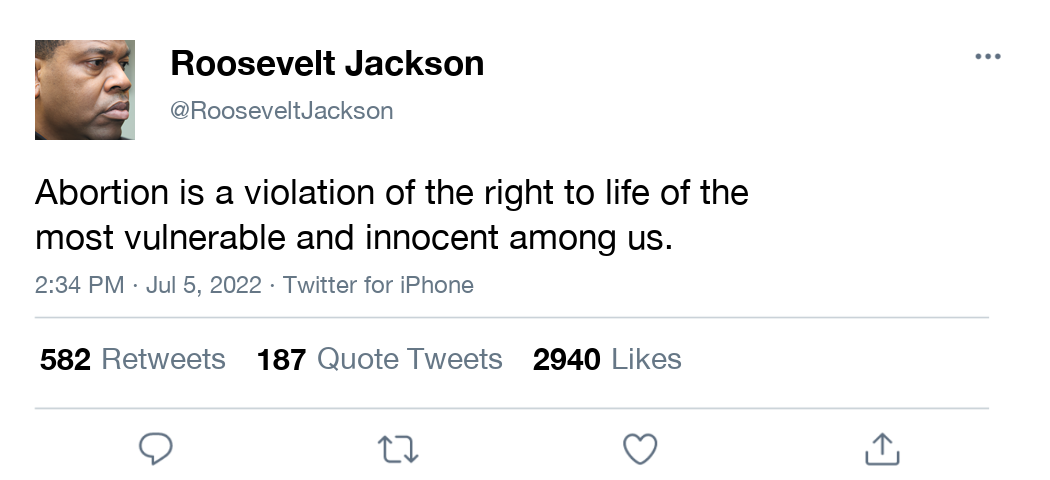 Roosevelt Jackson
@RooseveltJackson
Abortion is a violation of the right to life of the
most vulnerable and innocent among us.
2:34 PM · Jul 5, 2022 · Twitter for iPhone
582 Retweets 187 Quote Tweets 2940 Likes